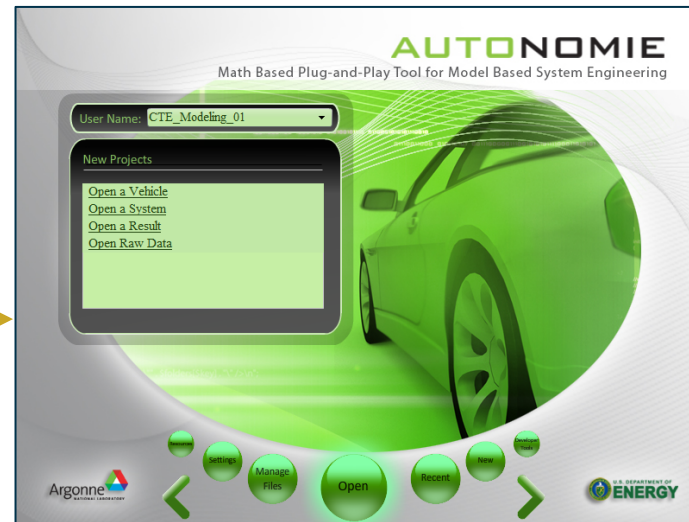 AUTONOMIE
Math Based Plug-and-Play Tool for Model Based System Engineering
User Name: CTE_Modeling_01
New Projects
Open a Vehicle
Open a System
Open a Result
Open Raw Data
Resources
Settings
Manage
Files
Open
Recent
New
Developer
Tools
Argonne
NATIONAL LABORATORY
U.S. DEPARTMENT OF
ENERGY